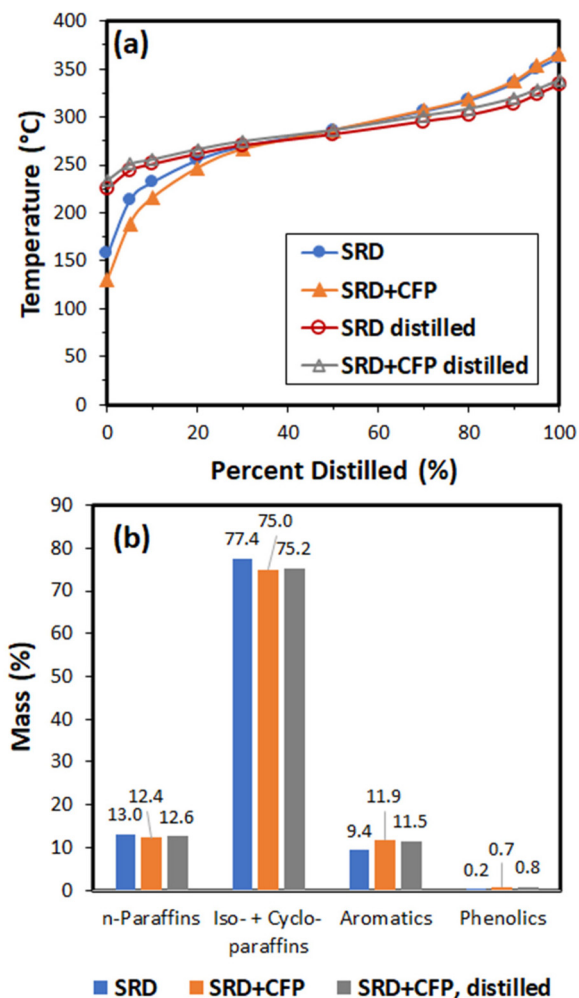 (a)
400
350
300
250
200
150
100
50
0
Temperature (°C)
SRD
SRD+CFP
SRD distilled
SRD+CFP distilled
0 20 40 60 80 100
Percent Distilled (%)
(b)
90
80
70
60
50
40
30
20
10
0
Mass (%)
77.4 75.0 75.2
13.0 12.4 12.6
9.4 11.9 11.5
0.2 0.7 0.8
n-Paraffins Iso- + Cyclo- Aromatics Phenolics
paraffins
SRD SRD+CFP SRD+CFP, distilled